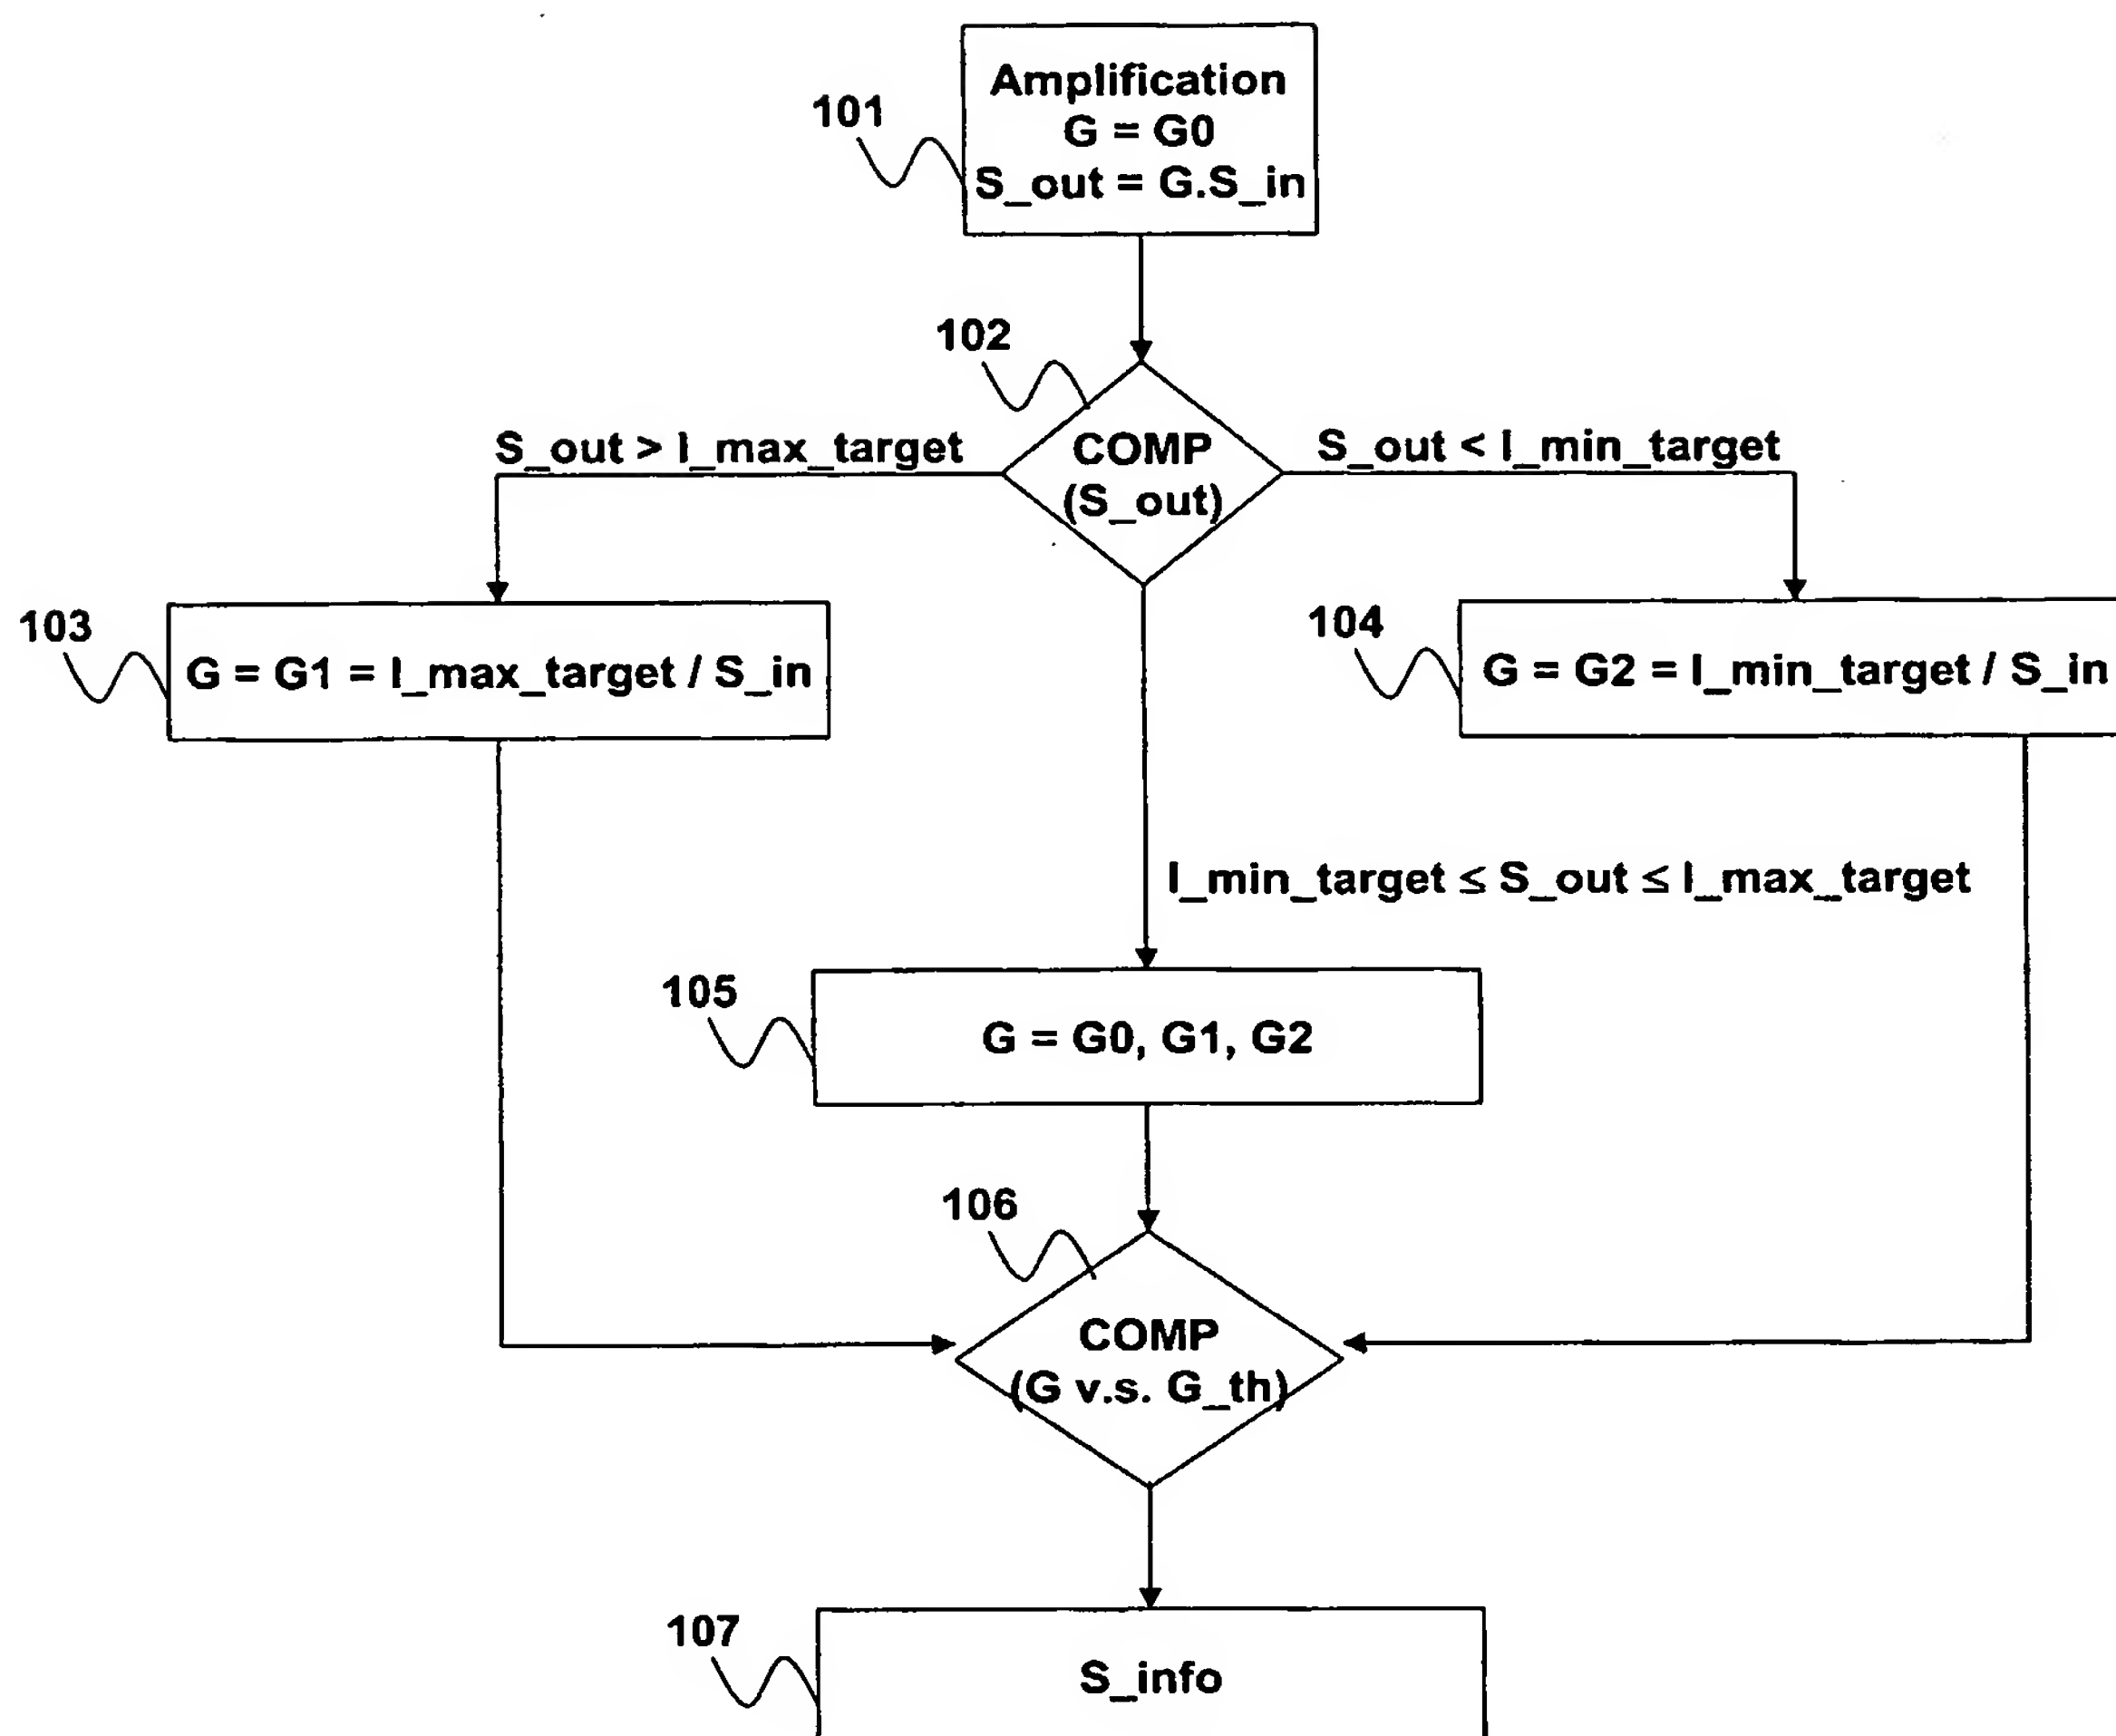 101
Amplification
G = G0
S_out = G.S_in
102
S_out > I_max_target
COMP
(S_out)
S_out < I_min_target
103
G = G1 = I_max_target / S_in
104
G = G2 = I_min_target / S_in
I_min_target ≤ S_out ≤ I_max_target
105
G = G0, G1, G2
106
COMP
(G v.s. G_th)
107
S_info